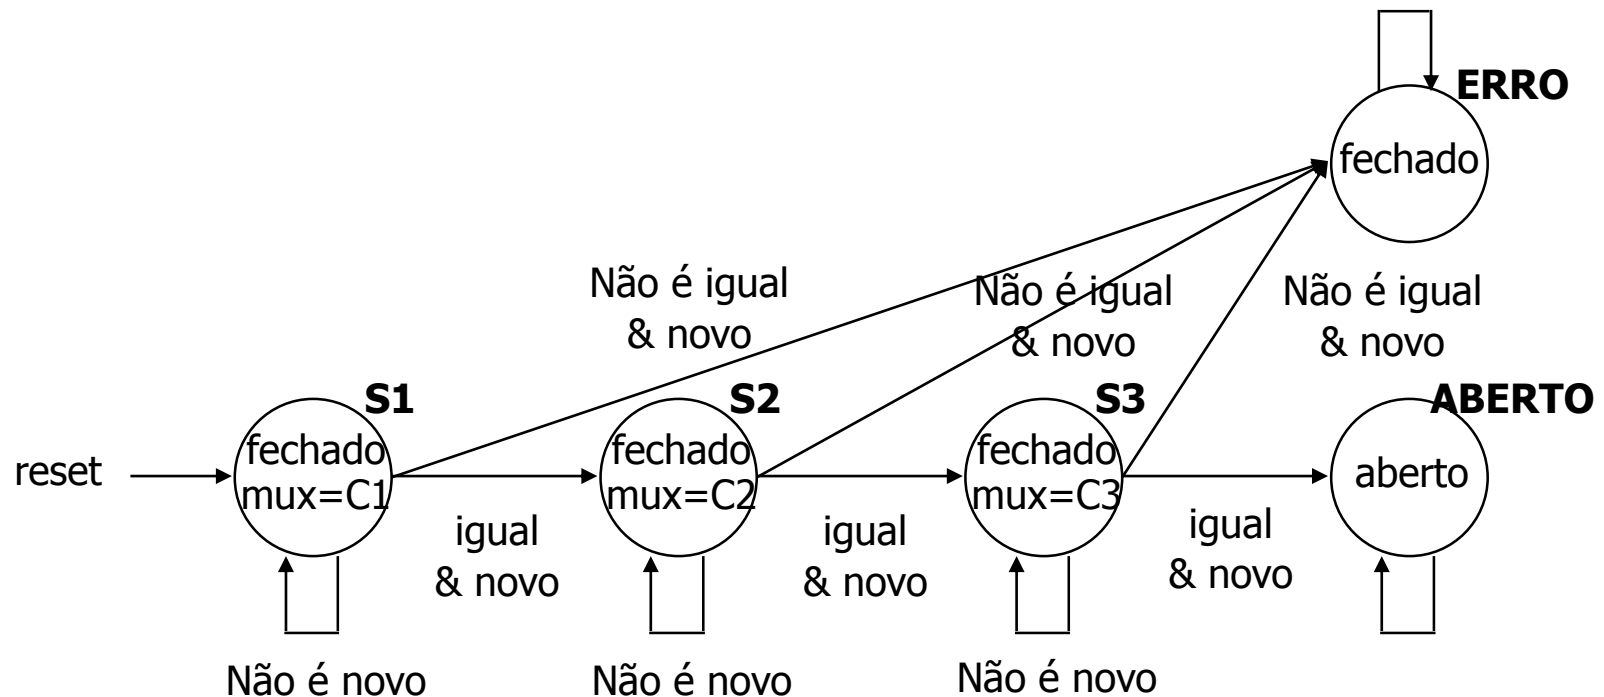 ERRO
fechado
Não é igual
& novo
Não é igual
& novo
Não é igual
& novo
S1
S2
S3
ABERTO
reset
fechado
mux=C1
fechado
mux=C2
fechado
mux=C3
aberto
igual
& novo
igual
& novo
igual
& novo
Não é novo
Não é novo
Não é novo